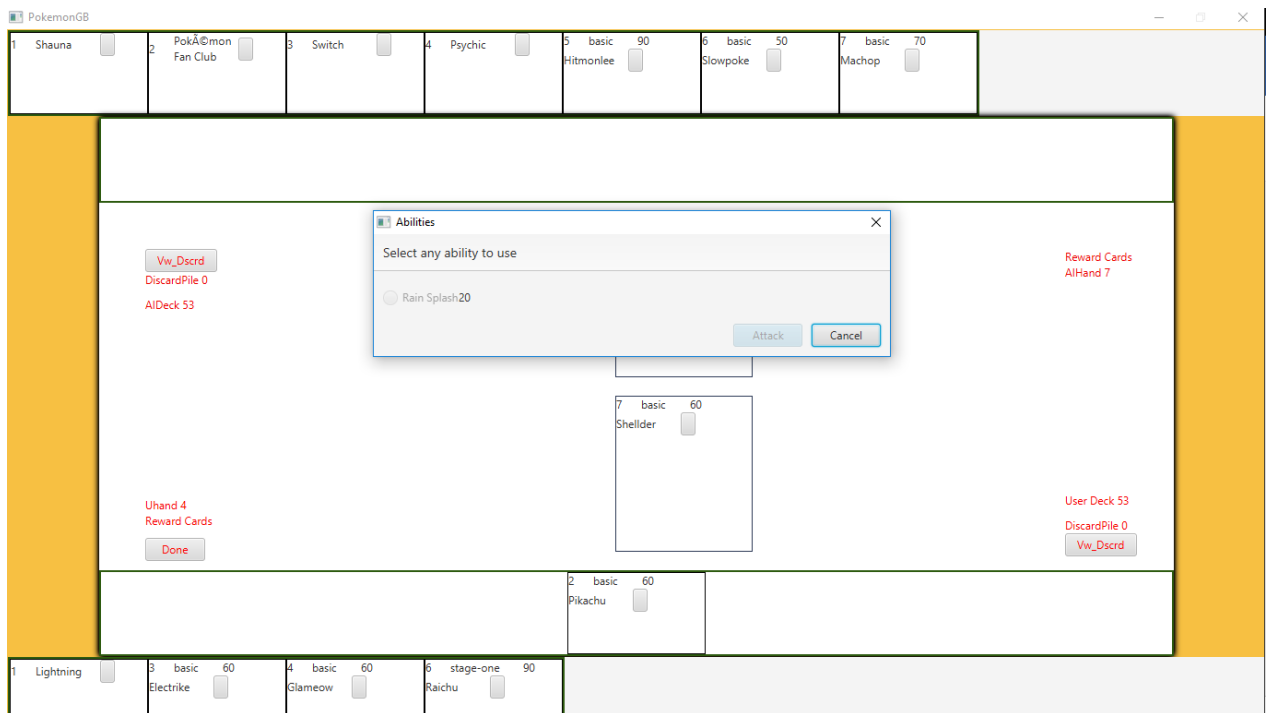 PokemonGB
1 Shauna
2 PokÃ©mon
Fan Club
3 Switch
4 Psychic
5 basic 90
Hitmonlee
6 basic 50
Slowpoke
7 basic 70
Machop
Abilities
Select any ability to use
Rain Splash20
Attack Cancel
Vw_Dscrd
DiscardPile 0
AIDeck 53
Reward Cards
AIHand 7
7 basic 60
Shellder
Uhand 4
Reward Cards
Done
User Deck 53
DiscardPile 0
Vw_Dscrd
2 basic 60
Pikachu
1 Lightning
3 basic 60
Electrike
4 basic 60
Glameow
6 stage-one 90
Raichu